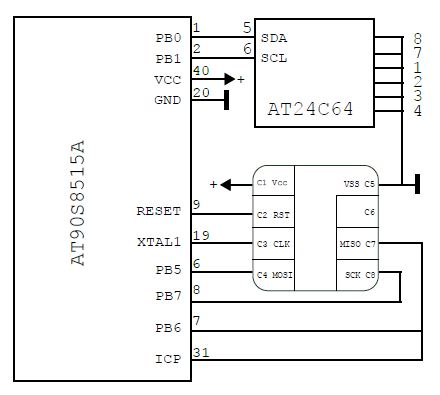 1 5 8
PB0 SDA
2 6 7
PB1 SCL
40 1
VCC +
20 2
GND 3
AT24C64 4
AT90S8515A
+ C1 Vcc VSS C5
9
RESET C2 RST C6
19
XTAL1 C3 CLK MISO C7
6
PB5 C4 MOSI SCK C8
8
PB7
7
PB6
31
ICP